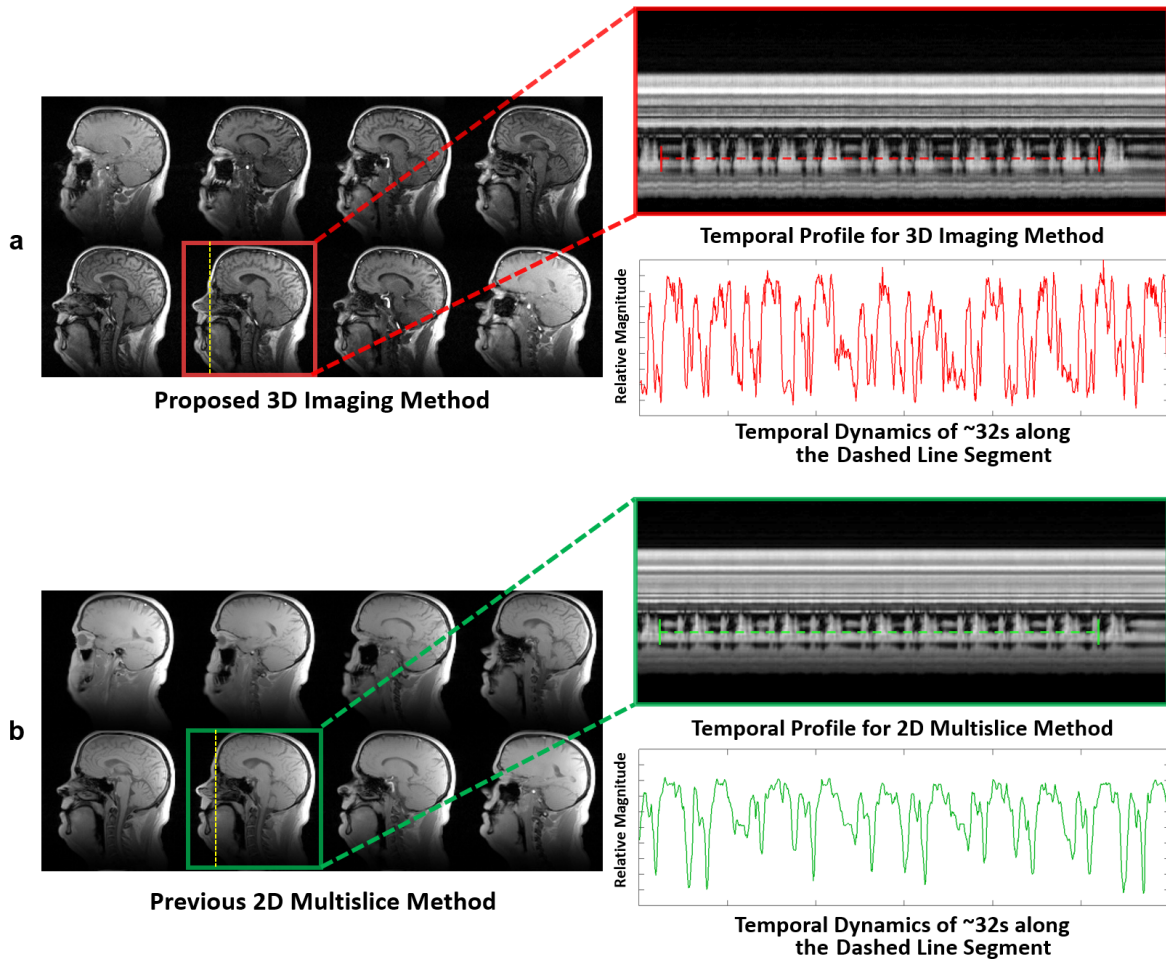 a
Proposed 3D Imaging Method
Temporal Profile for 3D Imaging Method
Relative Magnitude
Temporal Dynamics of ~32s along
the Dashed Line Segment
b
Previous 2D Multislice Method
Temporal Profile for 2D Multislice Method
Relative Magnitude
Temporal Dynamics of ~32s along
the Dashed Line Segment